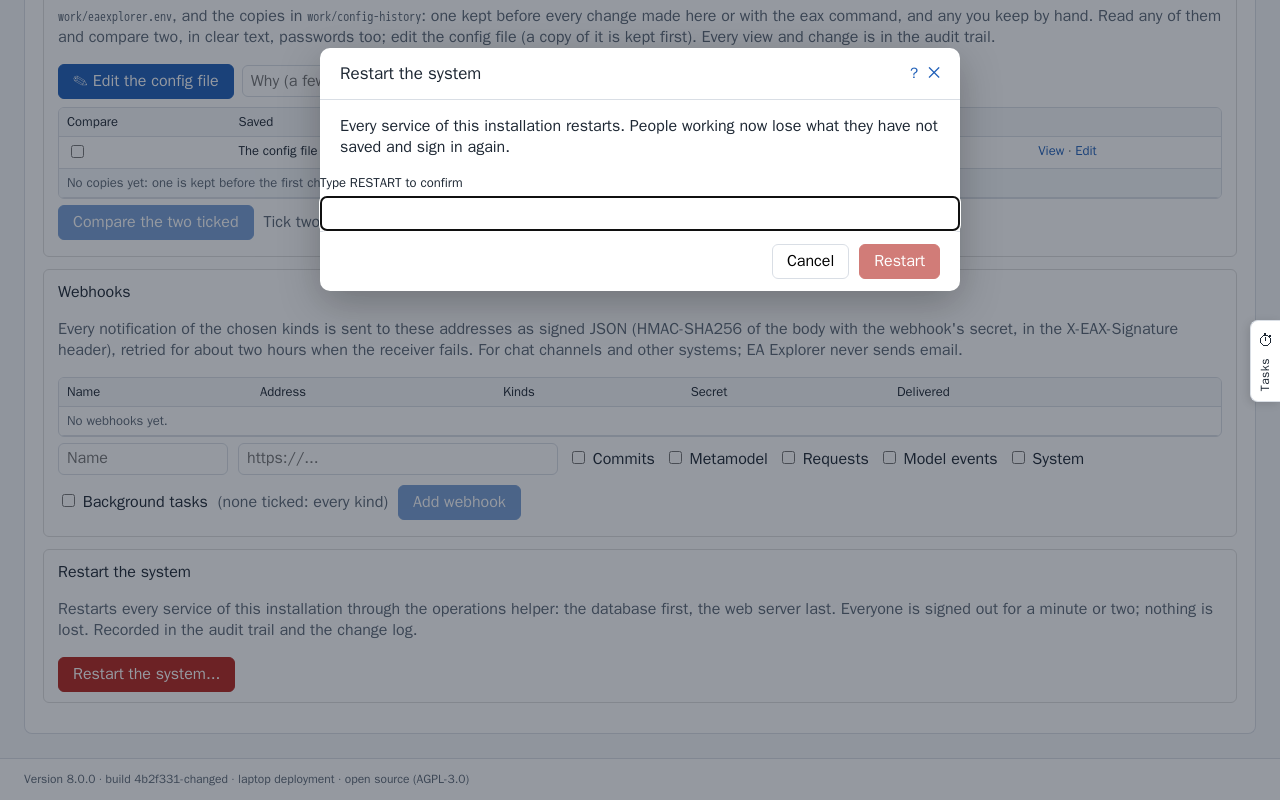 work/eaexplorer.env, and the copies in work/config-history: one kept before every change made here or with the eax command, and any you keep by hand. Read any of them
and compare two, in clear text, passwords too; edit the config file (a copy of it is kept first). Every view and change is in the audit trail.
Restart the system
?
Every service of this installation restarts. People working now lose what they have not
saved and sign in again.
Type RESTART to confirm
Cancel
Restart
✎ Edit the config file
Why (a few
Compare
Saved
The config file
View · Edit
No copies yet: one is kept before the first ch
Compare the two ticked
Tick two
Webhooks
Every notification of the chosen kinds is sent to these addresses as signed JSON (HMAC-SHA256 of the body with the webhook's secret, in the X-EAX-Signature
header), retried for about two hours when the receiver fails. For chat channels and other systems; EA Explorer never sends email.
Name Address Kinds Secret Delivered
No webhooks yet.
Name
https://...
Commits Metamodel Requests Model events System
Background tasks (none ticked: every kind)
Add webhook
Restart the system
Restarts every service of this installation through the operations helper: the database first, the web server last. Everyone is signed out for a minute or two; nothing is
lost. Recorded in the audit trail and the change log.
Restart the system...
Tasks
Version 8.0.0 · build 4b2f331-changed · laptop deployment · open source (AGPL-3.0)